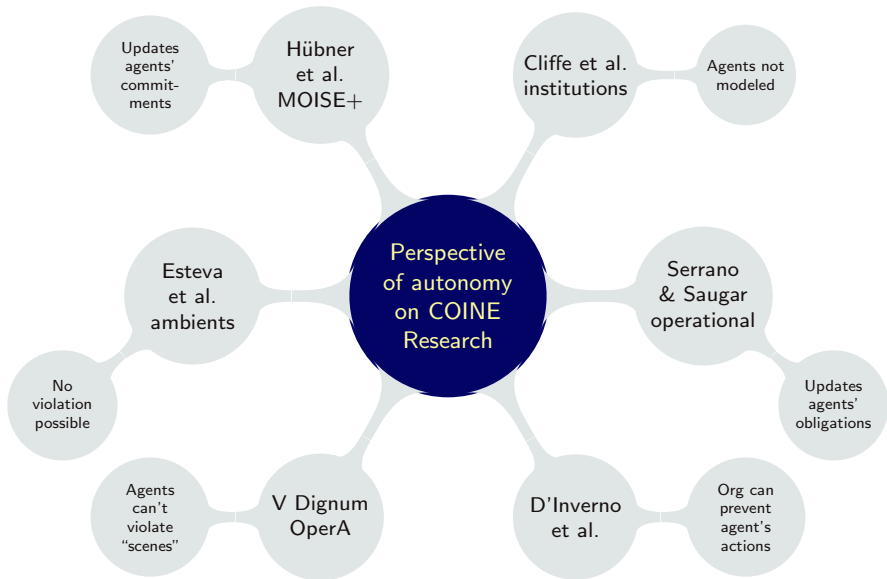 Updates
agents'
commit-
ments
Hübner
et al.
MOISE+
Cliffe et al.
institutions
Agents not
modeled
Perspective
of autonomy
on COINE
Research
Esteva
et al.
ambients
No
violation
possible
Serrano
& Saugar
operational
Updates
agents'
obligations
Agents
can't
violate
“scenes”
V Dignum
OperA
D'Inverno
et al.
Org can
prevent
agent's
actions